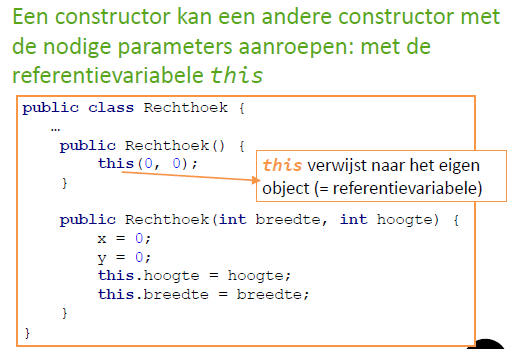 Een constructor kan een andere constructor met
de nodige parameters aanroepen: met de
referentievariabele this
public class Rechthoek {
…
public Rechthoek() {
this(0, 0);
}
this verwijst naar het eigen
object (= referentievariabele)
public Rechthoek(int breedte, int hoogte) {
x = 0;
y = 0;
this.hoogte = hoogte;
this.breedte = breedte;
}
}